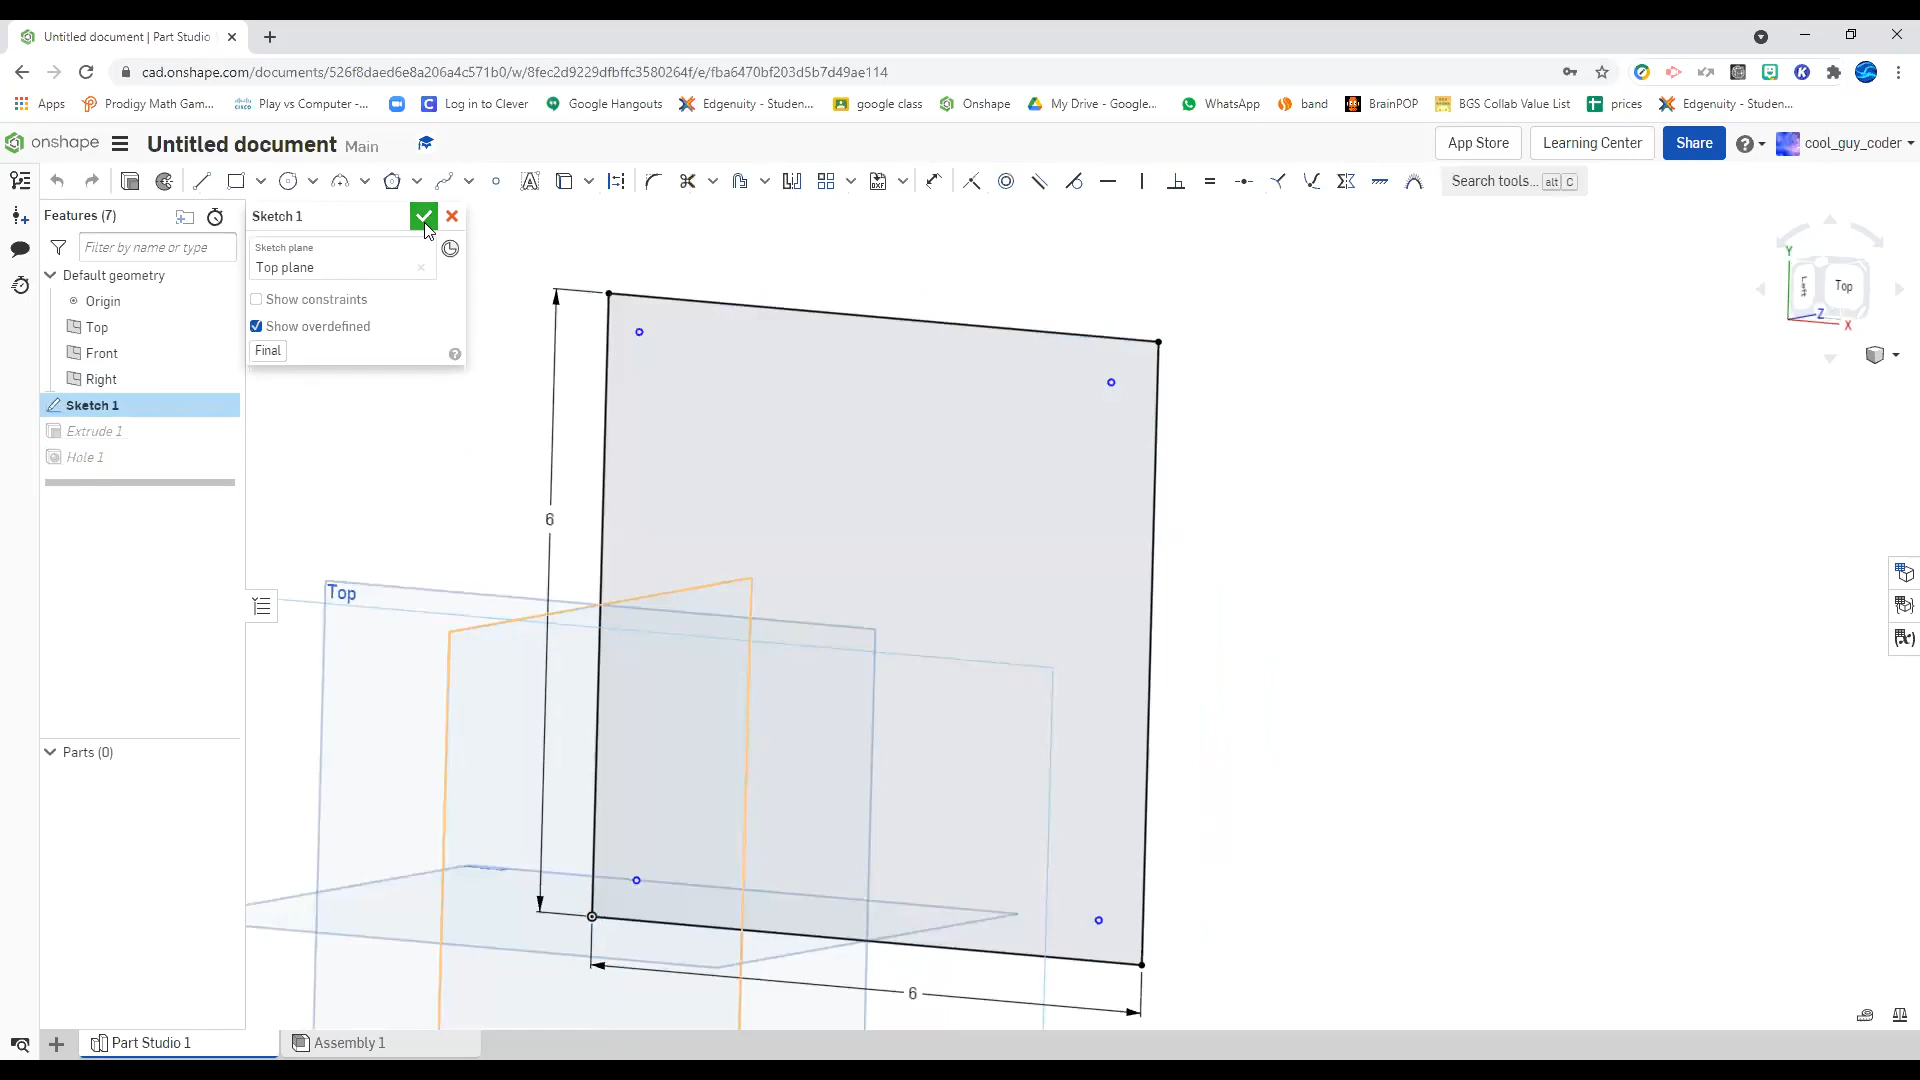 Untitled document | Part Studio
cad.onshape.com/documents/526f8daed6e8a206a4c571b0/w/8fec2d9229dfbffc3580264f/e/fba6470bf203d5b7d49ae114
Apps Prodigy Math Gam... Play vs Computer -... Log in to Clever Google Hangouts Edgenuity - Studen... google class Onshape My Drive - Google... WhatsApp band BrainPOP BGS Collab Value List prices Edgenuity - Studen...
onshape Untitled document Main App Store Learning Center Share cool_guy_coder
Search tools... alt C
Features (7)
Filter by name or type
Default geometry
Origin
Top
Front
Right
Sketch 1
Extrude 1
Hole 1
Parts (0)
Sketch 1
Sketch plane
Top plane
Show constraints
Show overdefined
Final
6
Top
6
Y
Left
Top
Z
X
Part Studio 1
Assembly 1